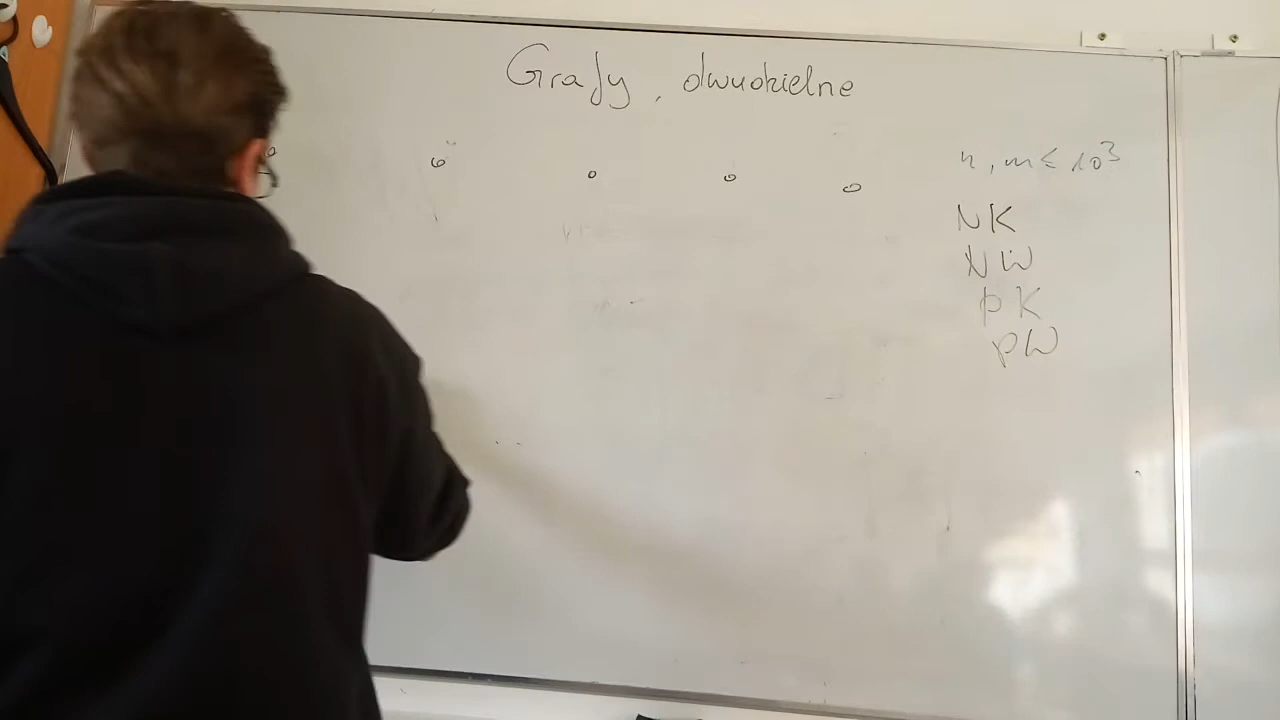 Grafy dwudzielne
n, m ≤ 10³
NK
NW
PK
PW